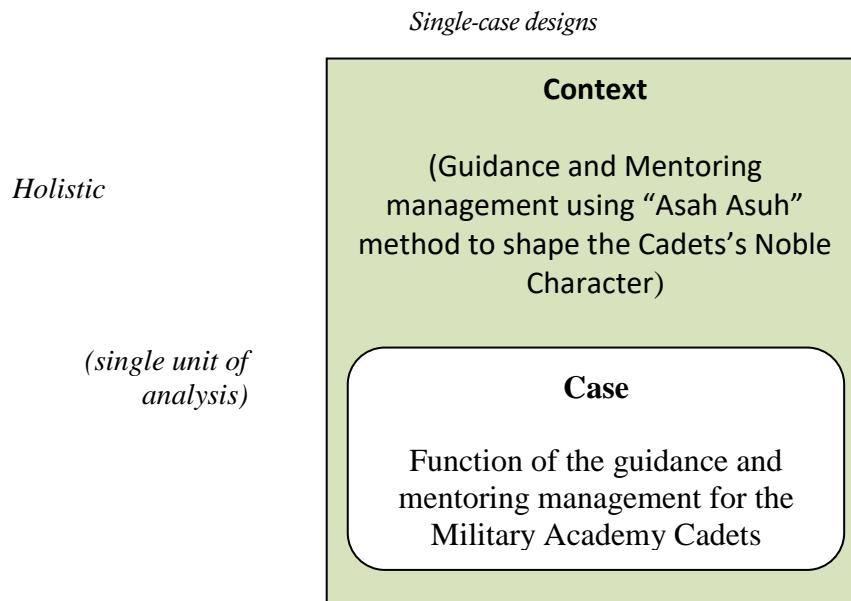 Single-case designs
Context
Holistic
(Guidance and Mentoring
management using “Asah Asuh”
method to shape the Cadets’s Noble
Character)
(single unit of
analysis)
Case
Function of the guidance and
mentoring management for the
Military Academy Cadets